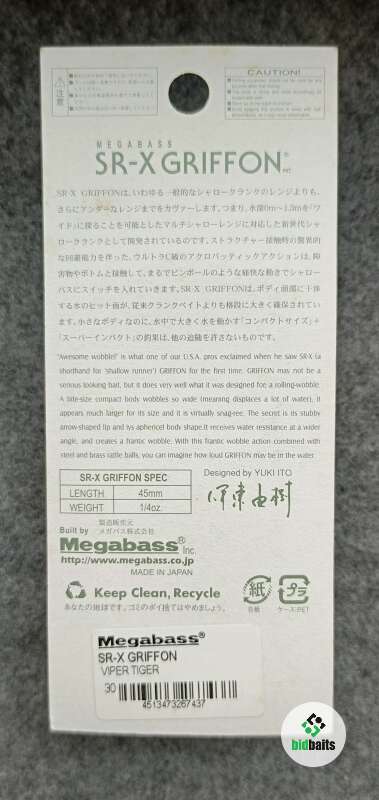 注意
CAUTION!
MEGABASS
SR-X GRIFFON
SR-X GRIFFONは、いわゆる一般的なシャロークランクのレンジよりも、
さらにアンダーなレンジまでをカヴァーします。つまり、水深0m〜1.5mを「ワ
イド」に探ることを可能としたマルチシャローレンジに対応した新世代シャ
ロークランクとして開発されているのです。ストラクチャー接触時の驚異的
な回避能力を伴った、ウルトラC級のアクロバティックアクションは、障
害物やボトムと接触して、まるでピンボールのような痛快な動きでシャロー
バスにスイッチを入れていきます。SR-X GRIFFONは、ボディ頭部に干渉
する水のヒット面が、従来クランクベイトよりも格段に大きく確保されてい
ます。小さなボディなのに、水中で大きく水を動かす「コンパクトサイズ」+
「スーパーインパクト」の釣果は、他の追随を許さないものです。
"Awesome wobble!" is what one of our U.S.A. pros exclaimed when he saw SR-X (a
shorthand for 'shallow runner') GRIFFON for the first time. GRIFFON may not be a
serious looking bait, but it does very well what it was designed for: a rolling-wobble.
A bite-size compact body wobbles so wide (meaning displaces a lot of water), it
appears much larger for its size and it is virtually snag-free. The secret is its stubby
arrow-shaped lip and its apherical body shape. It receives water resistance at a wider
angle, and creates a frantic wobble. With this frantic wobble action combined with
steel and brass rattle balls, you can imagine how loud GRIFFON may be in the water.
SR-X GRIFFON SPEC
LENGTH 45mm
WEIGHT 1/4oz.
Designed by YUKI ITO
伊東由樹
製造販売元
Built by メガバス株式会社
Megabass® Inc.
http://www.megabass.co.jp
MADE IN JAPAN
Keep Clean, Recycle
あなたの地球です。ゴミのポイ捨てはやめましょう。
紙
台紙
プラ
ケース:PET
Megabass®
SR-X GRIFFON
VIPER TIGER
30
4513473267437
bidbaits